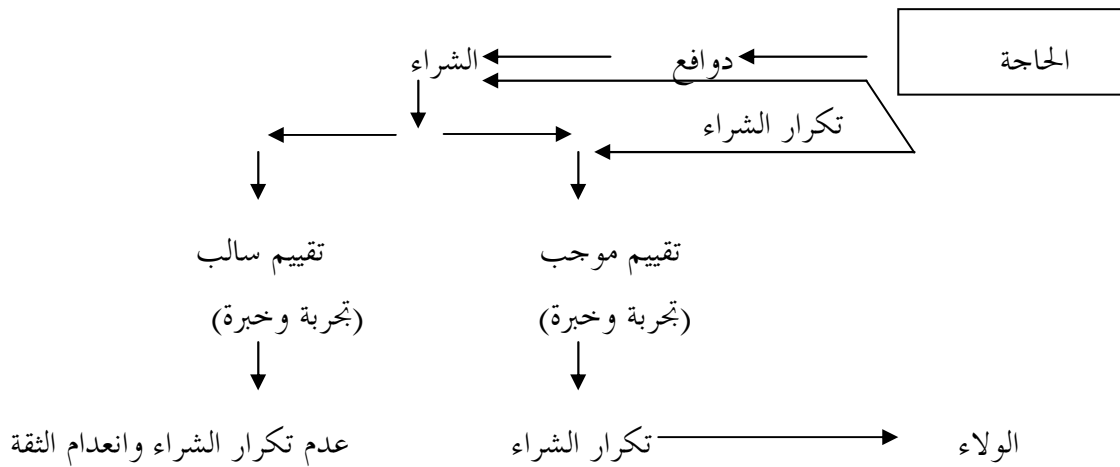 الحاجة
دوافع
الشراء
تكرار الشراء
تقييم موجب
تقييم سالب
(تجربة وخبرة)
(تجربة وخبرة)
الولاء
تكرار الشراء
عدم تكرار الشراء وانعدام الثقة